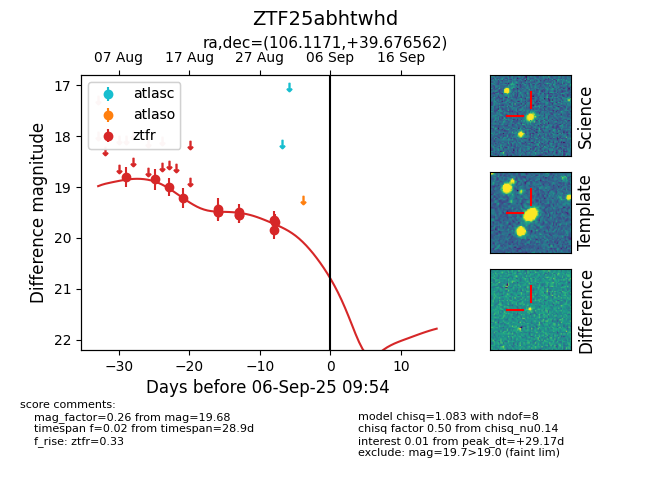 ZTF25abhtwhd
ra,dec=(106.1171,+39.676562)
07 Aug 17 Aug 27 Aug 06 Sep 16 Sep
17
18
19
20
21
22
Difference magnitude
atlasc
atlaso
ztfr
−30 −20 −10 0 10
Days before 06-Sep-25 09:54
Science
Template
Difference
score comments:
mag_factor=0.26 from mag=19.68
timespan f=0.02 from timespan=28.9d
f_rise: ztfr=0.33
model chisq=1.083 with ndof=8
chisq factor 0.50 from chisq_nu0.14
interest 0.01 from peak_dt=+29.17d
exclude: mag=19.7>19.0 (faint lim)